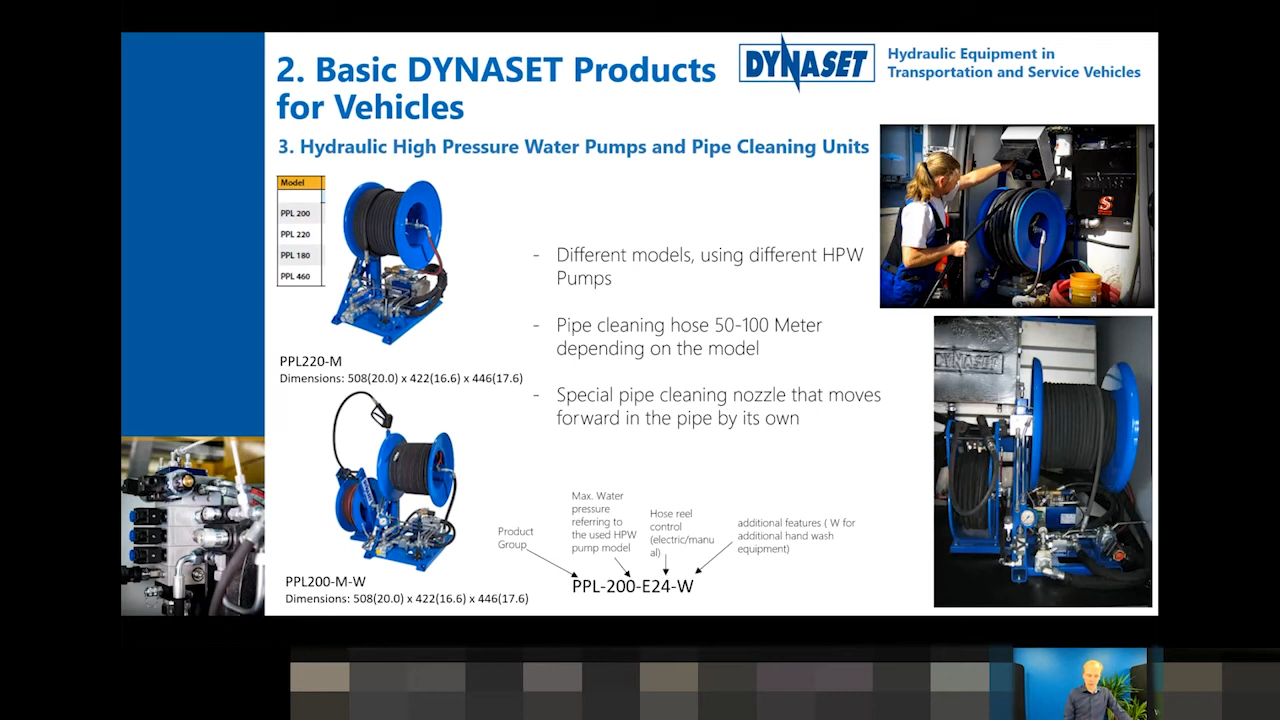 2. Basic DYNASET Products
for Vehicles
DYNASET
Hydraulic Equipment in
Transportation and Service Vehicles
3. Hydraulic High Pressure Water Pumps and Pipe Cleaning Units
Model
PPL 200
PPL 220
PPL 180
PPL 460
PPL220-M
Dimensions: 508(20.0) x 422(16.6) x 446(17.6)
- Different models, using different HPW
Pumps
- Pipe cleaning hose 50-100 Meter
depending on the model
- Special pipe cleaning nozzle that moves
forward in the pipe by its own
DYNASET
S
DYNASET
PPL200-M-W
Dimensions: 508(20.0) x 422(16.6) x 446(17.6)
Product
Group
Max. Water
pressure
referring to
the used HPW
pump model
Hose reel
control
(electric/manu
al)
additional features ( W for
additional hand wash
equipment)
PPL-200-E24-W